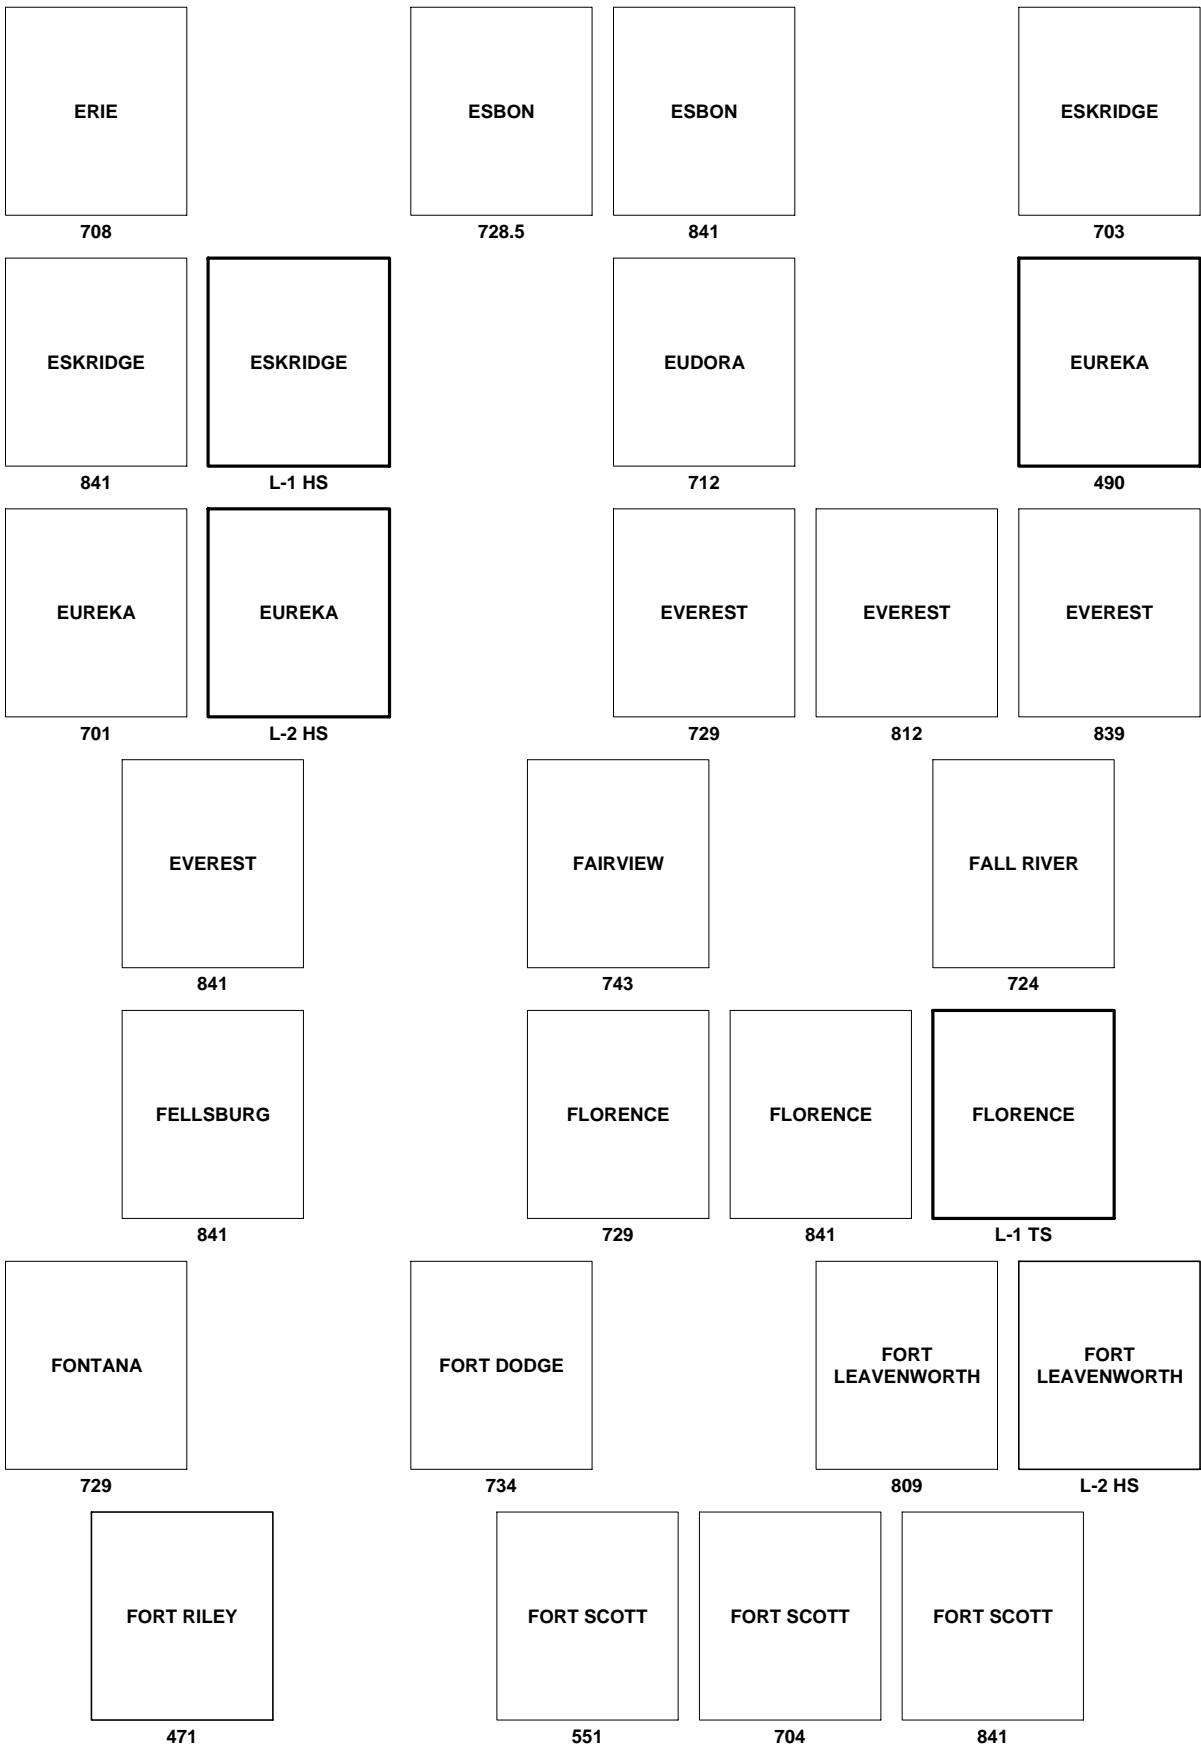 ERIE
ESBON
ESBON
ESKRIDGE
708
728.5
841
703
ESKRIDGE
ESKRIDGE
EUDORA
EUREKA
841
L-1 HS
712
490
EUREKA
EUREKA
EVEREST
EVEREST
EVEREST
701
L-2 HS
729
812
839
EVEREST
FAIRVIEW
FALL RIVER
841
743
724
FELLSBURG
FLORENCE
FLORENCE
FLORENCE
841
729
841
L-1 TS
FONTANA
FORT DODGE
FORT
LEAVENWORTH
FORT
LEAVENWORTH
729
734
809
L-2 HS
FORT RILEY
FORT SCOTT
FORT SCOTT
FORT SCOTT
471
551
704
841